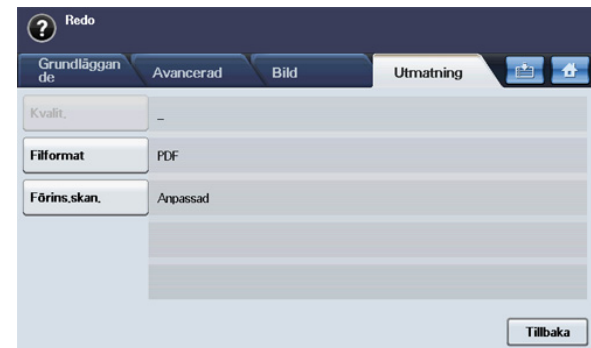 Redo
Grundläggan
de
Avancerad
Bild
Utmatning
Kvalit.
_
Filformat
PDF
Förins.skan.
Anpassad
Tillbaka